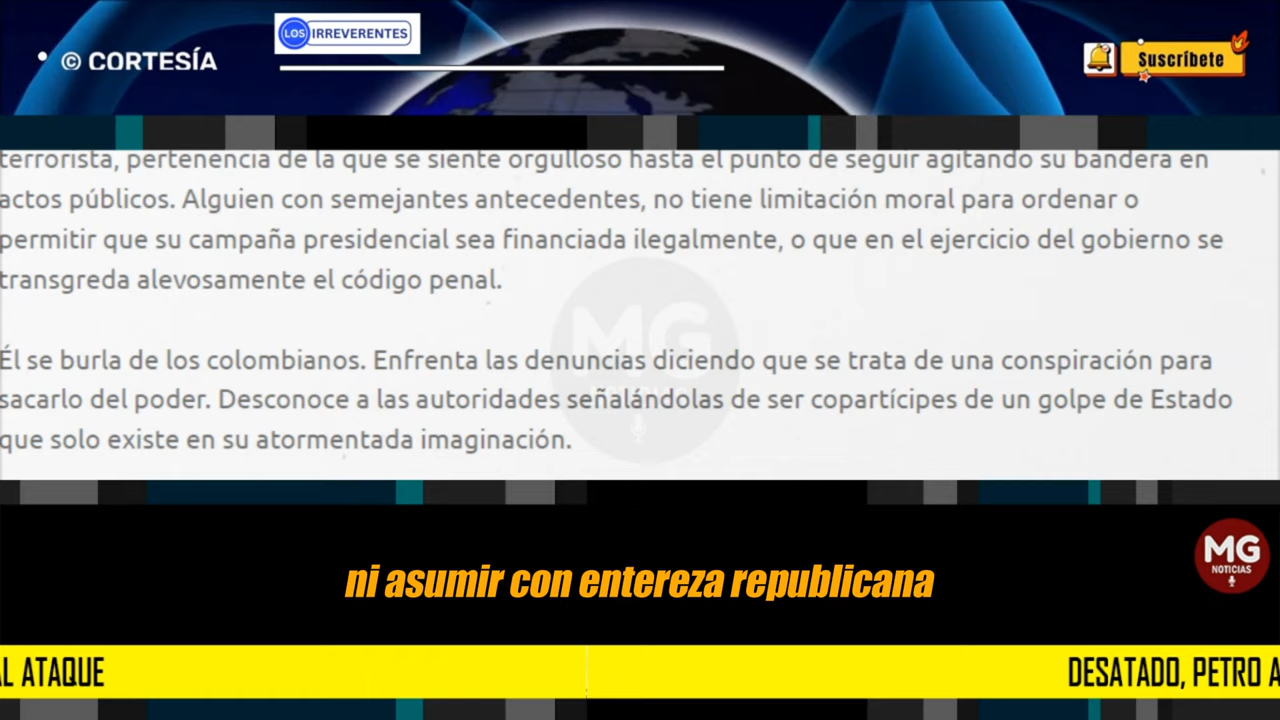 © CORTESÍA
LOS IRREVERENTES
Suscríbete
terrorista, pertenencia de la que se siente orgulloso hasta el punto de seguir agitando su bandera en
actos públicos. Alguien con semejantes antecedentes, no tiene limitación moral para ordenar o
permitir que su campaña presidencial sea financiada ilegalmente, o que en el ejercicio del gobierno se
transgreda alevosamente el código penal.
Él se burla de los colombianos. Enfrenta las denuncias diciendo que se trata de una conspiración para
sacarlo del poder. Desconoce a las autoridades señalándolas de ser copartícipes de un golpe de Estado
que solo existe en su atormentada imaginación.
MG
ni asumir con entereza republicana
MG
NOTICIAS
AL ATAQUE
DESATADO, PETRO A